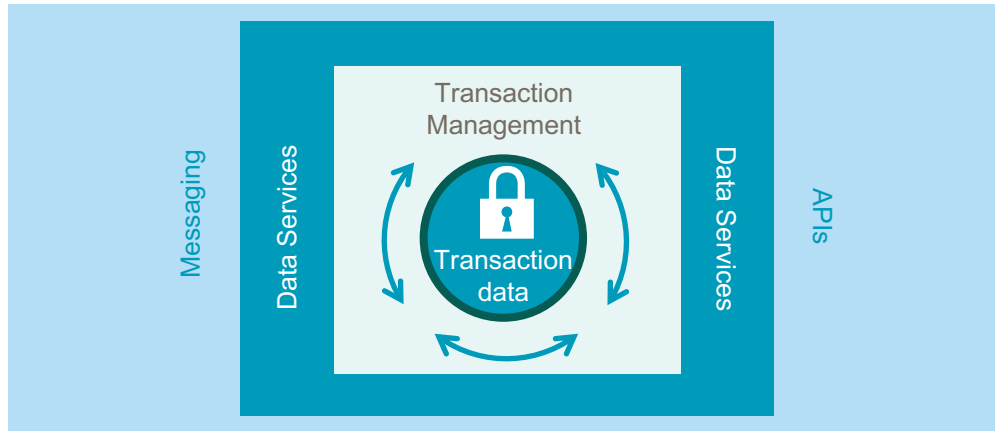 Transaction
Management
Messaging
Data Services
Transaction
data
Data Services
APIs